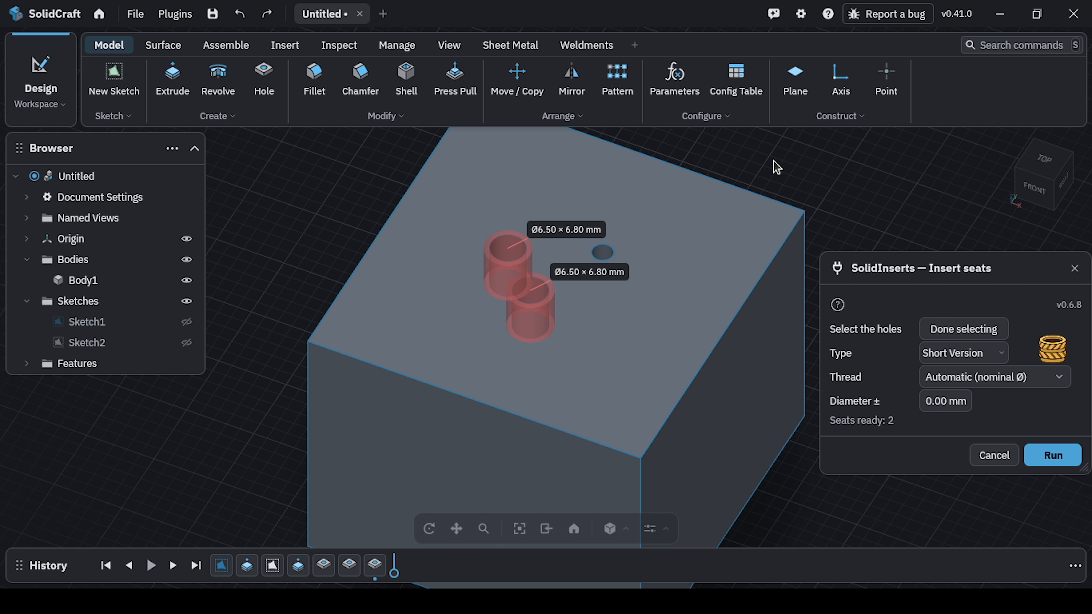 SolidCraft File Plugins Untitled • × + Report a bug v0.41.0
Design
Workspace
Model Surface Assemble Insert Inspect Manage View Sheet Metal Weldments + Search commands S
New Sketch Extrude Revolve Hole Fillet Chamfer Shell Press Pull Move / Copy Mirror Pattern Parameters Config Table Plane Axis Point
Sketch Create Modify Arrange Configure Construct
Browser
Untitled
Document Settings
Named Views
Origin
Bodies
Body1
Sketches
Sketch1
Sketch2
Features
Ø6.50 × 6.80 mm
Ø6.50 × 6.80 mm
TOP
FRONT
SolidInserts — Insert seats
v0.6.8
Select the holes Done selecting
Type Short Version
Thread Automatic (nominal Ø)
Diameter ± 0.00 mm
Seats ready: 2
Cancel Run
History